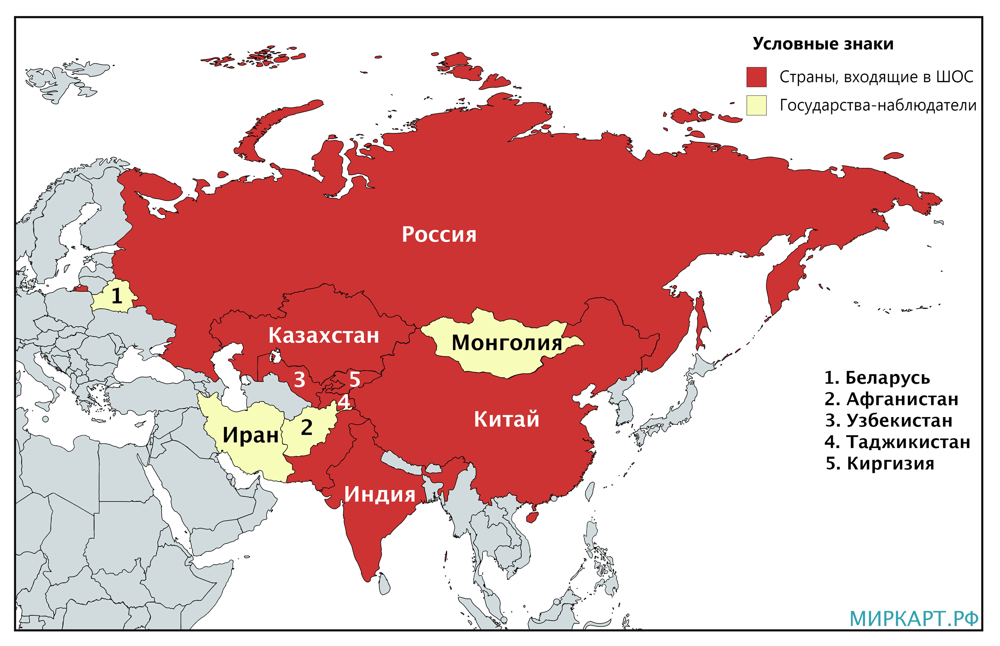 Условные знаки
Страны, входящие в ШОС
Государства-наблюдатели
Россия
1
Казахстан
Монголия
3
5
4
2
Иран
Китай
Индия
1. Беларусь
2. Афганистан
3. Узбекистан
4. Таджикистан
5. Киргизия
МИРКАРТ.РФ